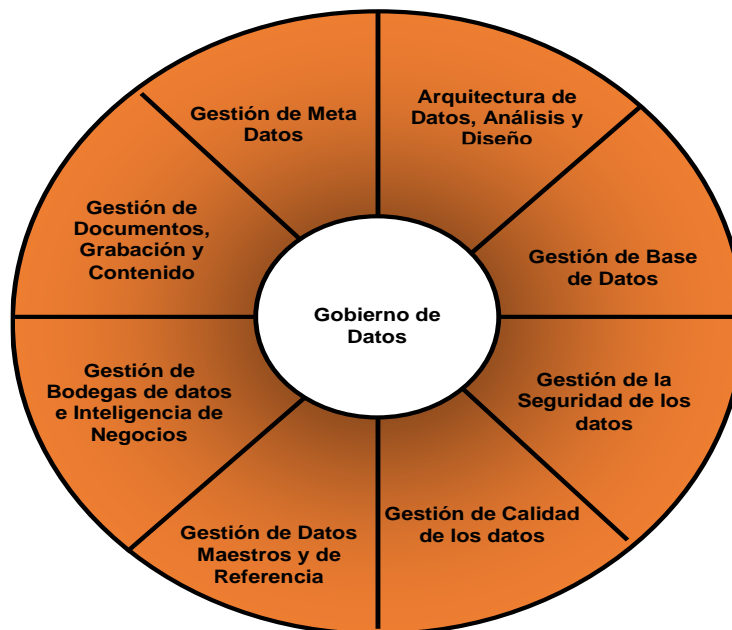 Gestión de Meta
Datos
Arquitectura de
Datos, Análisis y
Diseño
Gestión de
Documentos,
Grabación y
Contenido
Gestión de Base
de Datos
Gobierno de
Datos
Gestión de
Bodegas de datos
e Inteligencia de
Negocios
Gestión de la
Seguridad de los
datos
Gestión de Datos
Maestros y de
Referencia
Gestión de Calidad
de los datos